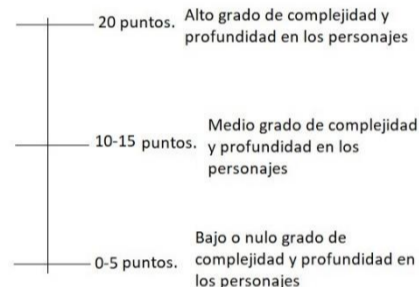 20 puntos. Alto grado de complejidad y
profundidad en los personajes
10-15 puntos. Medio grado de complejidad
y profundidad en los
personajes
0-5 puntos. Bajo o nulo grado de
complejidad y profundidad en
los personajes